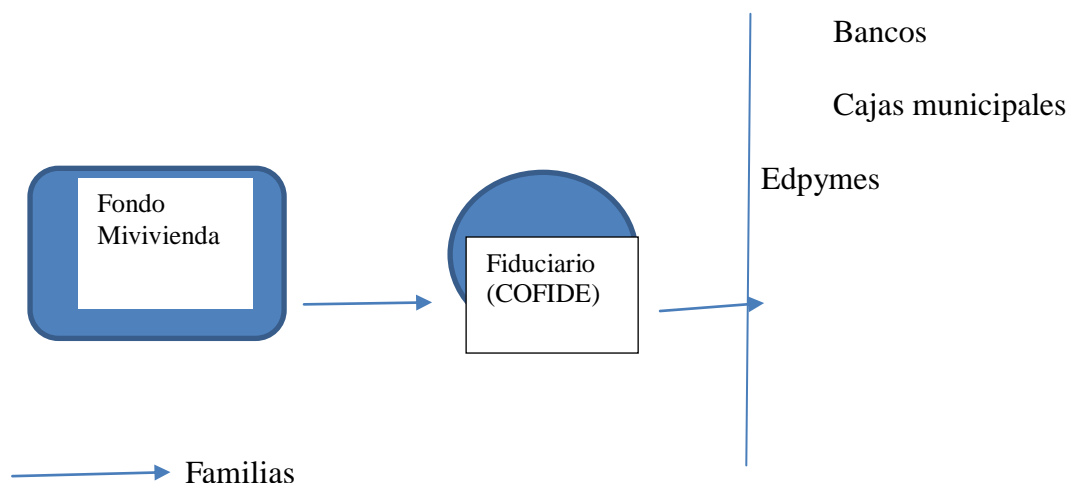 Bancos
Cajas municipales
Edpymes
Fondo
Mivivienda
Fiduciario
(COFIDE)
Familias